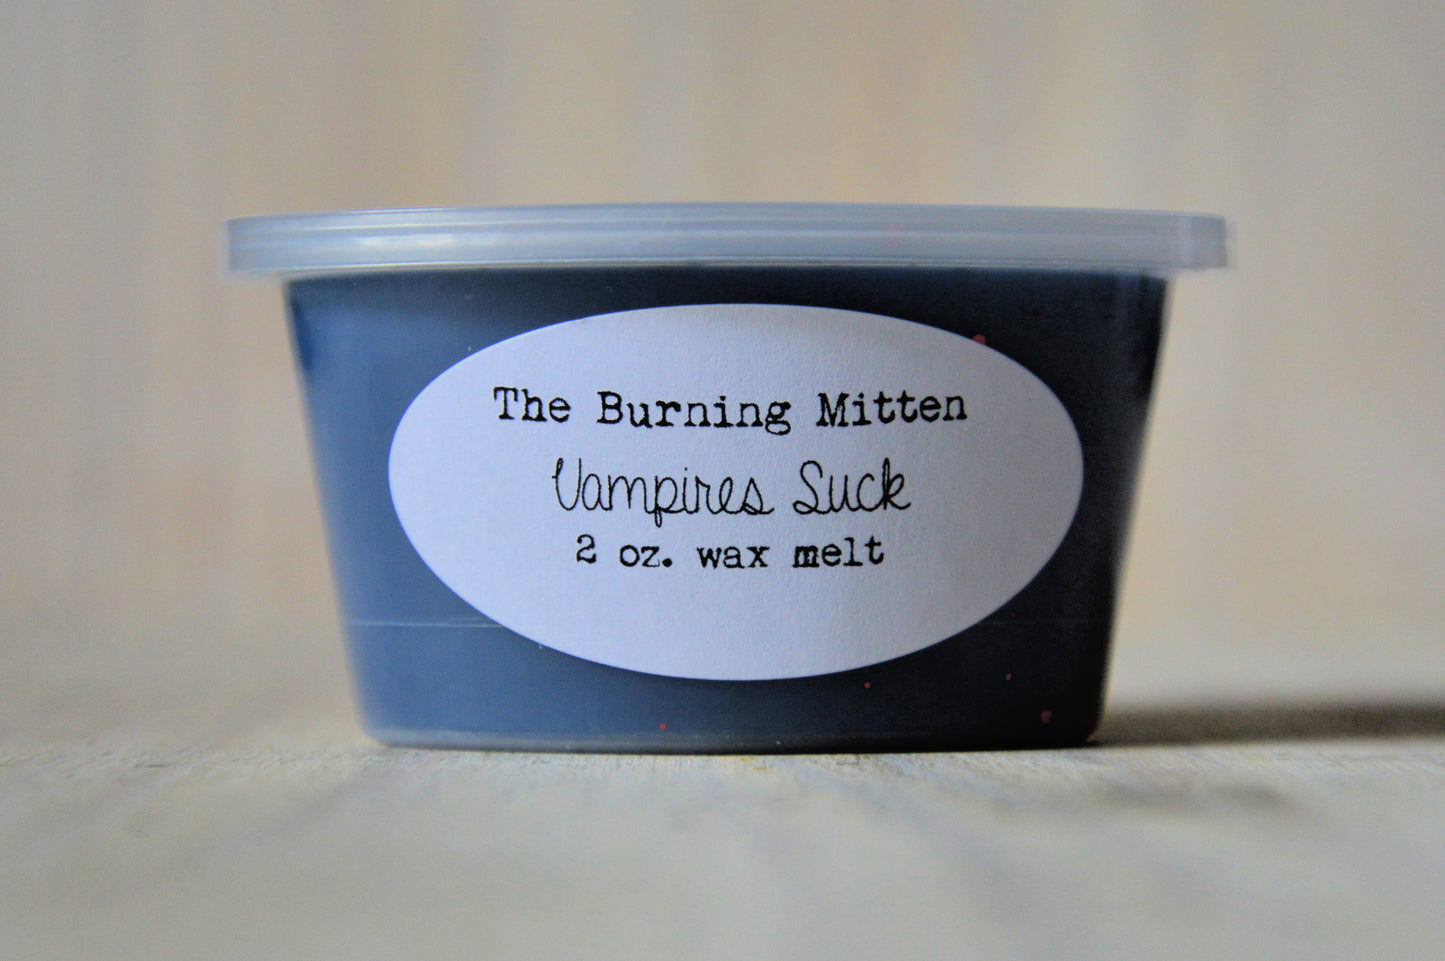 The Burning Mitten
Vampires Suck
2 oz. wax melt